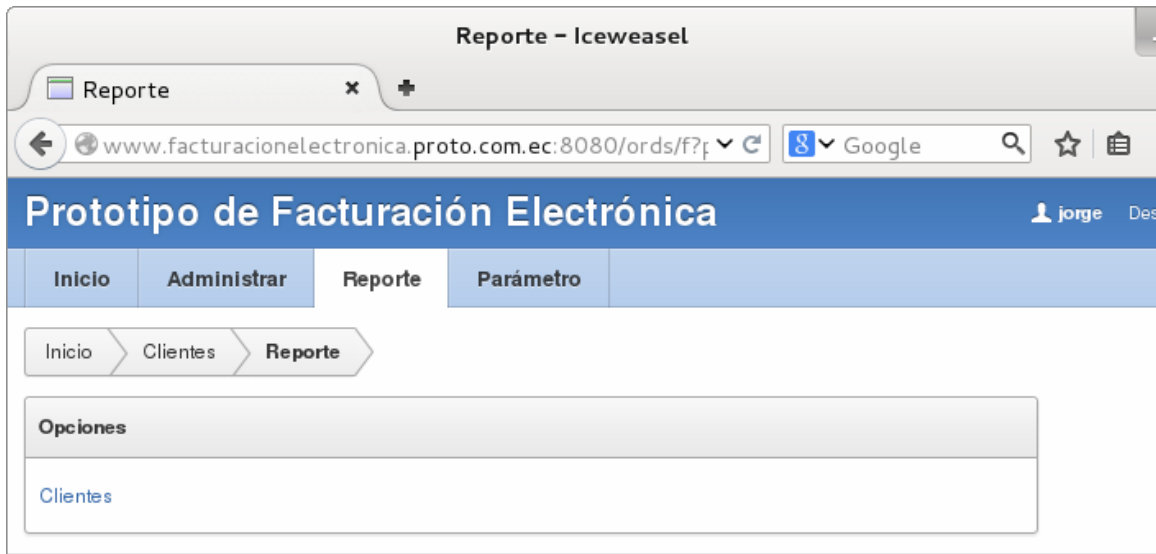 Reporte – Iceweasel
Reporte
www.facturacionelectronica.proto.com.ec:8080/ords/f?p Google
Prototipo de Facturación Electrónica jorge Des
Inicio Administrar Reporte Parámetro
Inicio Clientes Reporte
Opciones
Clientes